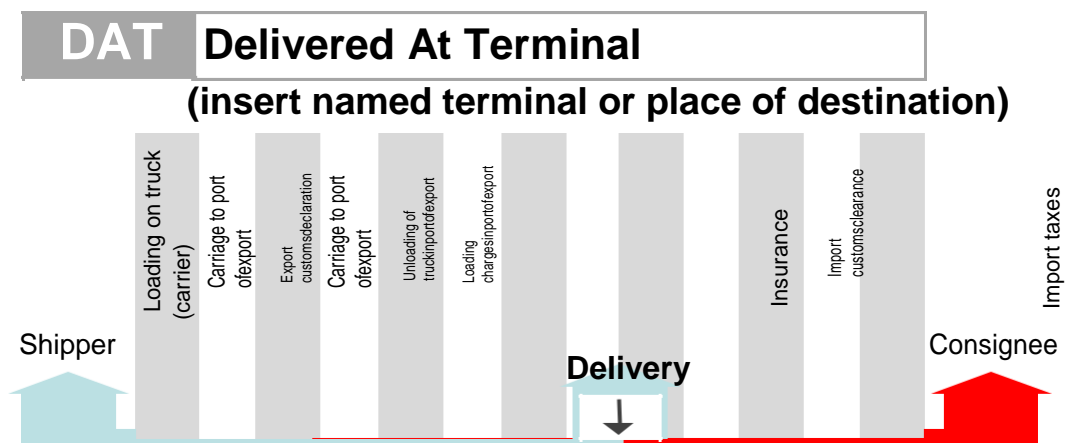 DAT Delivered At Terminal
(insert named terminal or place of destination)
Loading on truck
(carrier)
Carriage to port
ofexport
Export
customsdeclaration
Carriage to port
ofexport
Unloading of
truckinportofexport
Loading
chargesinportofexport
Insurance
Import
customsclearance
Import taxes
Shipper
Consignee
Delivery